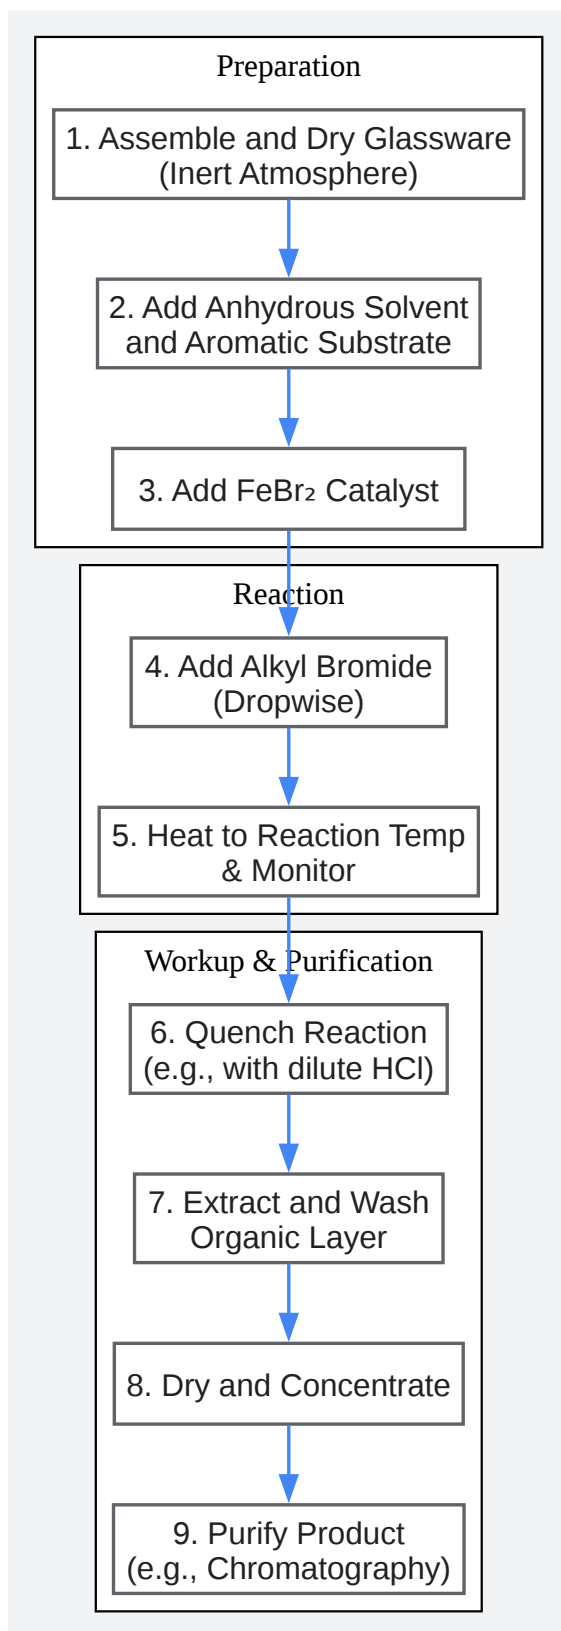 Preparation
1. Assemble and Dry Glassware
(Inert Atmosphere)
2. Add Anhydrous Solvent
and Aromatic Substrate
3. Add FeBr₂ Catalyst
Reaction
4. Add Alkyl Bromide
(Dropwise)
5. Heat to Reaction Temp
& Monitor
Workup & Purification
6. Quench Reaction
(e.g., with dilute HCl)
7. Extract and Wash
Organic Layer
8. Dry and Concentrate
9. Purify Product
(e.g., Chromatography)